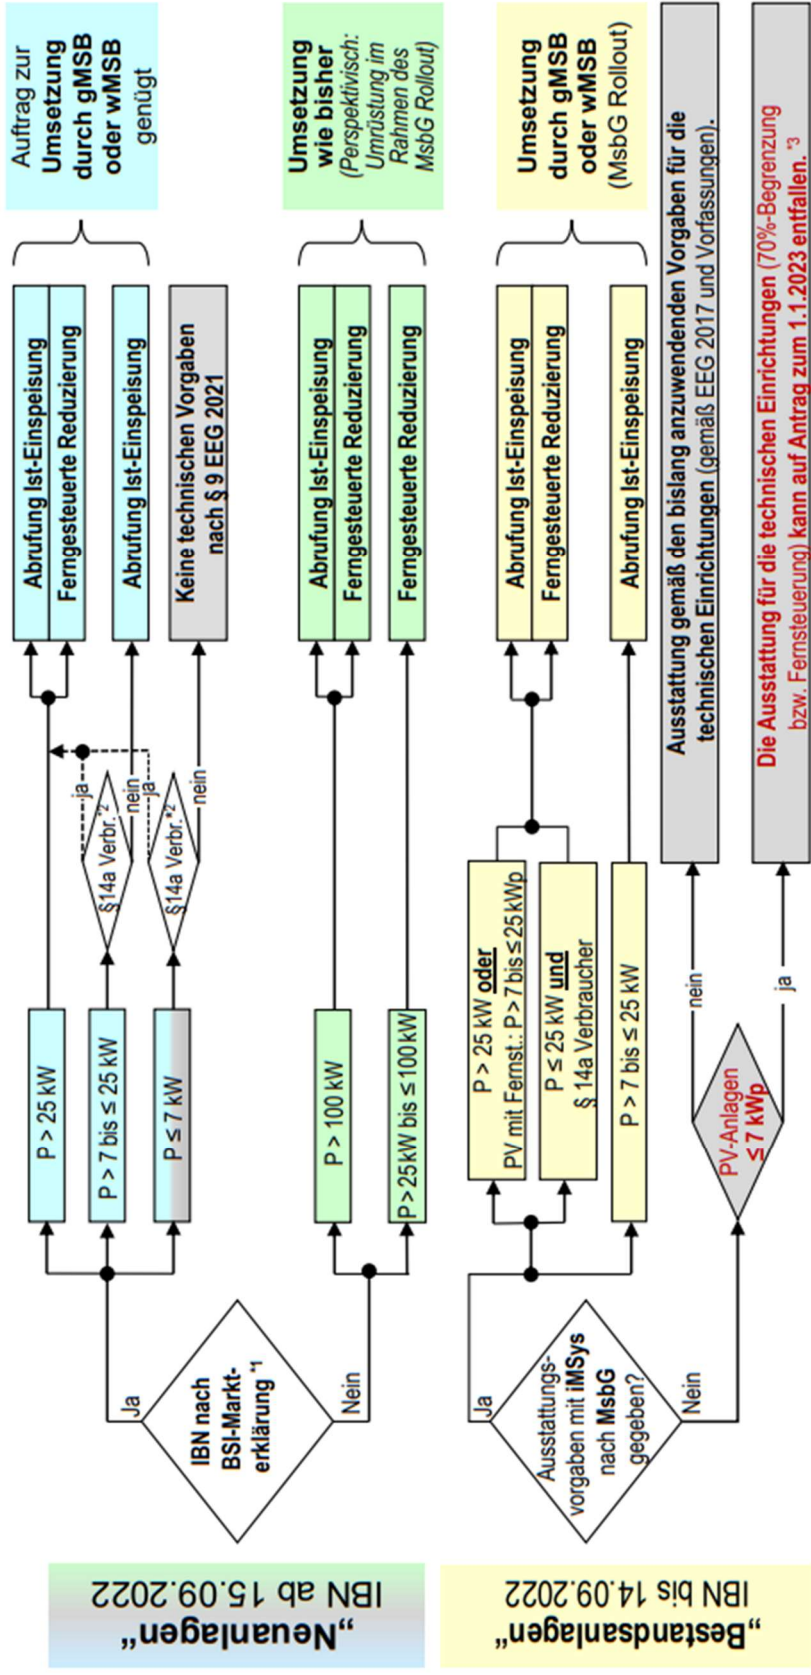 „Neuanlagen“
IBN ab 15.09.2022
IBN nach
BSI-Markt-
erklärung *1
Ja
Nein
P > 25 kW
P > 7 bis ≤ 25 kW
P ≤ 7 kW
§14a Verbr.*2
ja
nein
§14a Verbr.*2
ja
nein
Abrufung Ist-Einspeisung
Ferngesteuerte Reduzierung
Abrufung Ist-Einspeisung
Keine technischen Vorgaben
nach § 9 EEG 2021
Auftrag zur
Umsetzung
durch gMSB
oder wMSB
genügt
P > 100 kW
P > 25kW bis ≤ 100 kW
Abrufung Ist-Einspeisung
Ferngesteuerte Reduzierung
Ferngesteuerte Reduzierung
Umsetzung
wie bisher
(Perspektivisch:
Umrüstung im
Rahmen des
MsbG Rollout)
„Bestandsanlagen“
IBN bis 14.09.2022
Ausstattungs-
vorgaben mit iMSys
nach MsbG
gegeben?
Ja
Nein
P > 25 kW oder
PV mit Fernst.: P > 7 bis ≤ 25 kWp
P ≤ 25 kW und
§ 14a Verbraucher
P > 7 bis ≤ 25 kW
Abrufung Ist-Einspeisung
Ferngesteuerte Reduzierung
Abrufung Ist-Einspeisung
Umsetzung
durch gMSB
oder wMSB
(MsbG Rollout)
PV-Anlagen
≤ 7 kWp
nein
ja
Ausstattung gemäß den bislang anzuwendenden Vorgaben für die
technischen Einrichtungen (gemäß EEG 2017 und Vorfassungen).
Die Ausstattung für die technischen Einrichtungen (70%-Begrenzung
bzw. Fernsteuerung) kann auf Antrag zum 1.1.2023 entfallen. *3